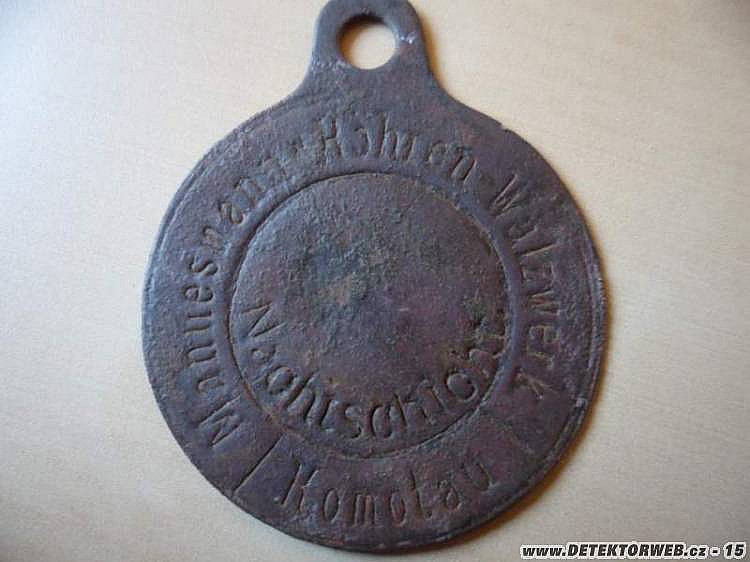 Mannesmann-Röhren-Walzwerk
Nachtschicht
Komotau
www.DETEKTORWEB.cz - 15